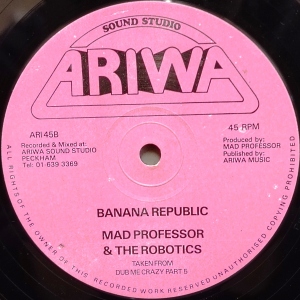 SOUND STUDIO
ARIWA
ARI 45B
Recorded & Mixed at:
ARIWA SOUND STUDIO
PECKHAM
Tel: 01-639 3369
45 RPM
Produced by:
MAD PROFESSOR
Published by:
ARIWA MUSIC
BANANA REPUBLIC
MAD PROFESSOR
& THE ROBOTICS
TAKEN FROM
DUB ME CRAZY PART 5
ALL RIGHTS OF THE OWNER OF THIS RECORDED WORK RESERVED UNAUTHORISED COPYING